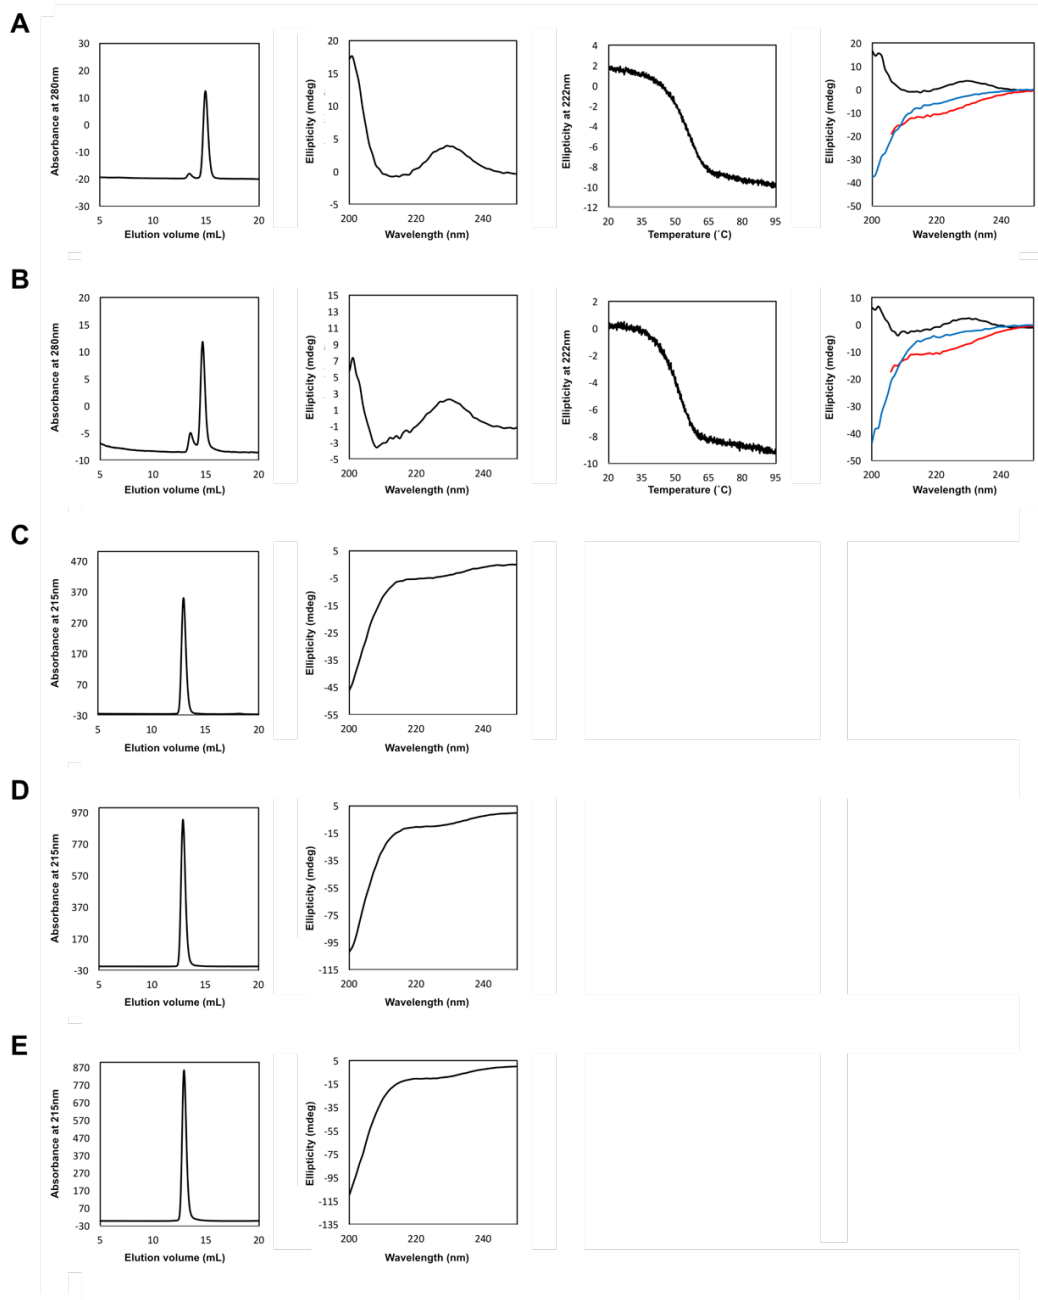 A
Absorbance at 280nm
30
20
10
0
-10
-20
-30
5 10 15 20
Elution volume (mL)
Ellipticity (mdeg)
20
15
10
5
0
-5
200 220 240
Wavelength (nm)
Ellipticity at 222nm
4
2
0
-2
-4
-6
-8
-10
-12
20 35 50 65 80 95
Temperature (˚C)
Ellipticity (mdeg)
20
10
0
-10
-20
-30
-40
-50
200 220 240
Wavelength (nm)
B
Absorbance at 280nm
20
15
10
5
0
-5
-10
5 10 15 20
Elution volume (mL)
Ellipticity (mdeg)
15
13
11
9
7
5
3
1
-1
-3
-5
200 220 240
Wavelength (nm)
Ellipticity at 222nm
2
0
-2
-4
-6
-8
-10
20 35 50 65 80 95
Temperature (˚C)
Ellipticity (mdeg)
10
0
-10
-20
-30
-40
-50
200 220 240
Wavelength (nm)
C
Absorbance at 215nm
470
370
270
170
70
-30
5 10 15 20
Elution volume (mL)
Ellipticity (mdeg)
5
-5
-15
-25
-35
-45
-55
200 220 240
Wavelength (nm)
D
Absorbance at 215nm
970
770
570
370
170
-30
5 10 15 20
Elution volume (mL)
Ellipticity (mdeg)
5
-15
-35
-55
-75
-95
-115
200 220 240
Wavelength (nm)
E
Absorbance at 215nm
870
770
670
570
470
370
270
170
70
-30
5 10 15 20
Elution volume (mL)
Ellipticity (mdeg)
5
-15
-35
-55
-75
-95
-115
-135
200 220 240
Wavelength (nm)